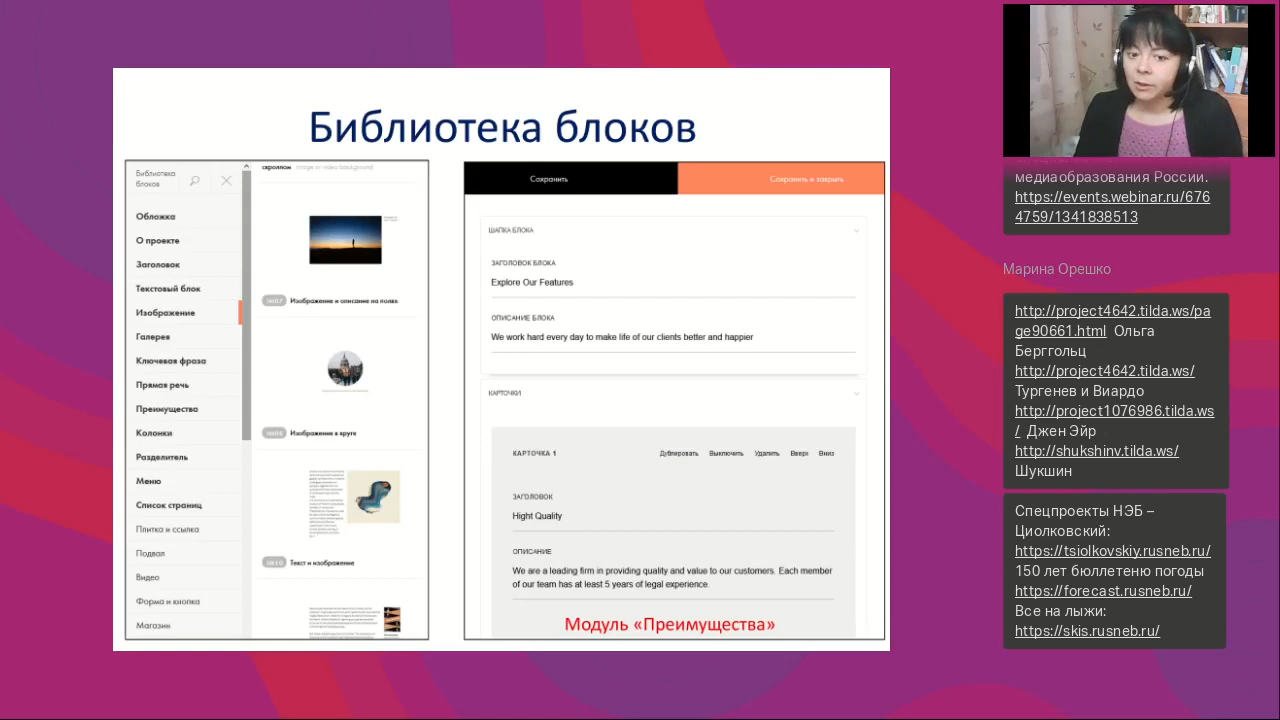 Библиотека блоков
Библиотека
блоков
Обложка
О проекте
Заголовок
Текстовый блок
Изображение
Галерея
Ключевая фраза
Прямая речь
Преимущества
Колонки
Разделитель
Меню
Список страниц
Плитка и ссылка
Подвал
Видео
Форма и кнопка
Магазин
скроллом image or video background
Изображение и описание на полях
Изображение в круге
Текст и изображение
Сохранить
Сохранить и закрыть
ШАПКА БЛОКА
ЗАГОЛОВОК БЛОКА
Explore Our Features
ОПИСАНИЕ БЛОКА
We work hard every day to make life of our clients better and happier
КАРТОЧКИ
КАРТОЧКА 1
Дублировать Выключить Удалить Вверх Вниз
ЗАГОЛОВОК
Hight Quality
ОПИСАНИЕ
We are a leading firm in providing quality and value to our customers. Each member
of our team has at least 5 years of legal experience.
Модуль «Преимущества»
медиаобразования России.
https://events.webinar.ru/676
4759/1341838513
Марина Орешко
http://project4642.tilda.ws/pa
ge90661.html Ольга
Берггольц
http://project4642.tilda.ws/
Тургенев и Виардо
http://project1076986.tilda.ws
/ Джен Эйр
http://shukshinv.tilda.ws/
Шукшин
Спецпроекты НЭБ –
Циолковский:
https://tsiolkovskiy.rusneb.ru/
150 лет бюллетеню погоды
https://forecast.rusneb.ru/
Все на лыжи:
https://skis.rusneb.ru/